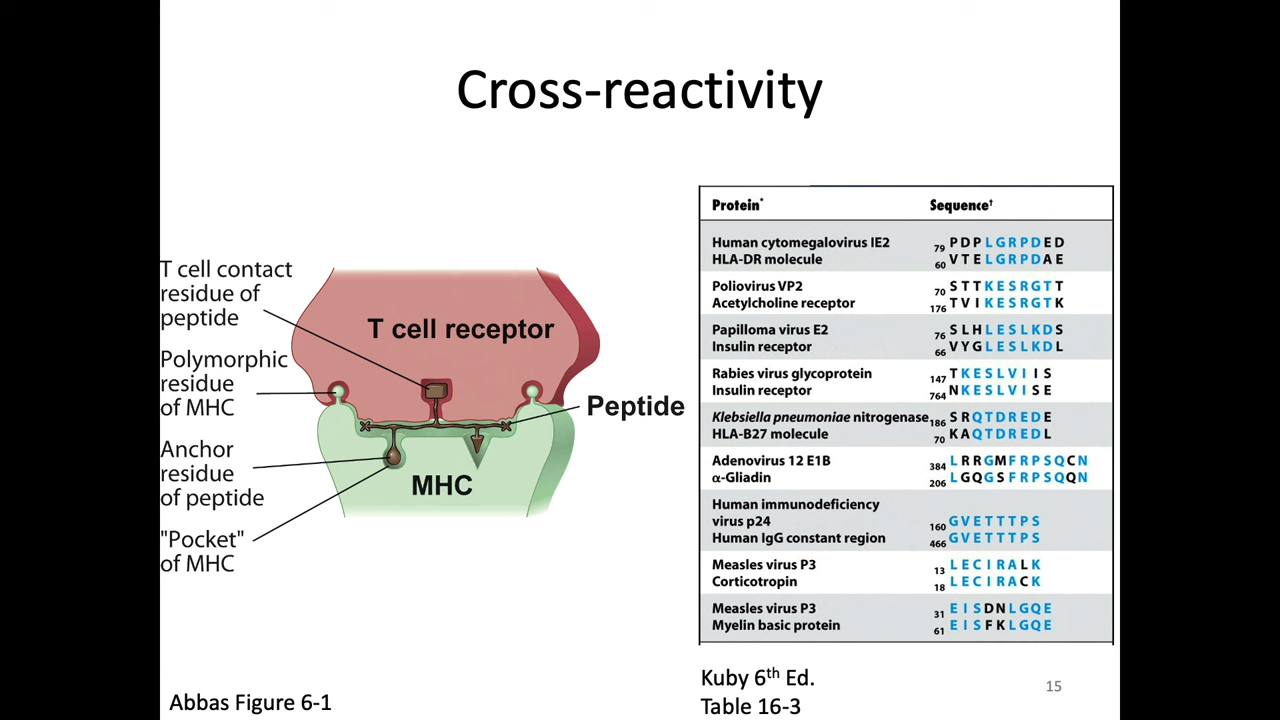 Cross-reactivity
T cell contact
residue of
peptide
Polymorphic
residue
of MHC
Anchor
residue
of peptide
"Pocket"
of MHC
T cell receptor
Peptide
MHC
Abbas Figure 6-1
Protein* Sequence†
Human cytomegalovirus IE2 79 P D P L G R P D E D
HLA-DR molecule 60 V T E L G R P D A E
Poliovirus VP2 70 S T T K E S R G T T
Acetylcholine receptor 176 T V I K E S R G T K
Papilloma virus E2 76 S L H L E S L K D S
Insulin receptor 66 V Y G L E S L K D L
Rabies virus glycoprotein 147 T K E S L V I I S
Insulin receptor 764 N K E S L V I S E
Klebsiella pneumoniae nitrogenase 186 S R Q T D R E D E
HLA-B27 molecule 70 K A Q T D R E D L
Adenovirus 12 E1B 384 L R R G M F R P S Q C N
α-Gliadin 206 L G Q G S F R P S Q Q N
Human immunodeficiency
virus p24 160 G V E T T T P S
Human IgG constant region 466 G V E T T T P S
Measles virus P3 13 L E C I R A L K
Corticotropin 18 L E C I R A C K
Measles virus P3 31 E I S D N L G Q E
Myelin basic protein 61 E I S F K L G Q E
Kuby 6th Ed.
Table 16-3
15